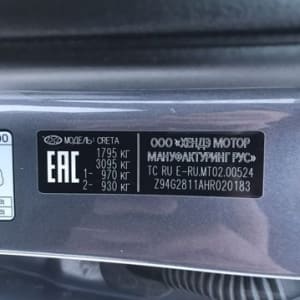 МОДЕЛЬ: CRETA
ООО «ХЕНДЭ МОТОР
МАНУФАКТУРИНГ РУС»
EAC
1795 КГ
3095 КГ
1- 970 КГ
2- 930 КГ
TC RU E-RU.MT02.00524
Z94G2811AHR020183